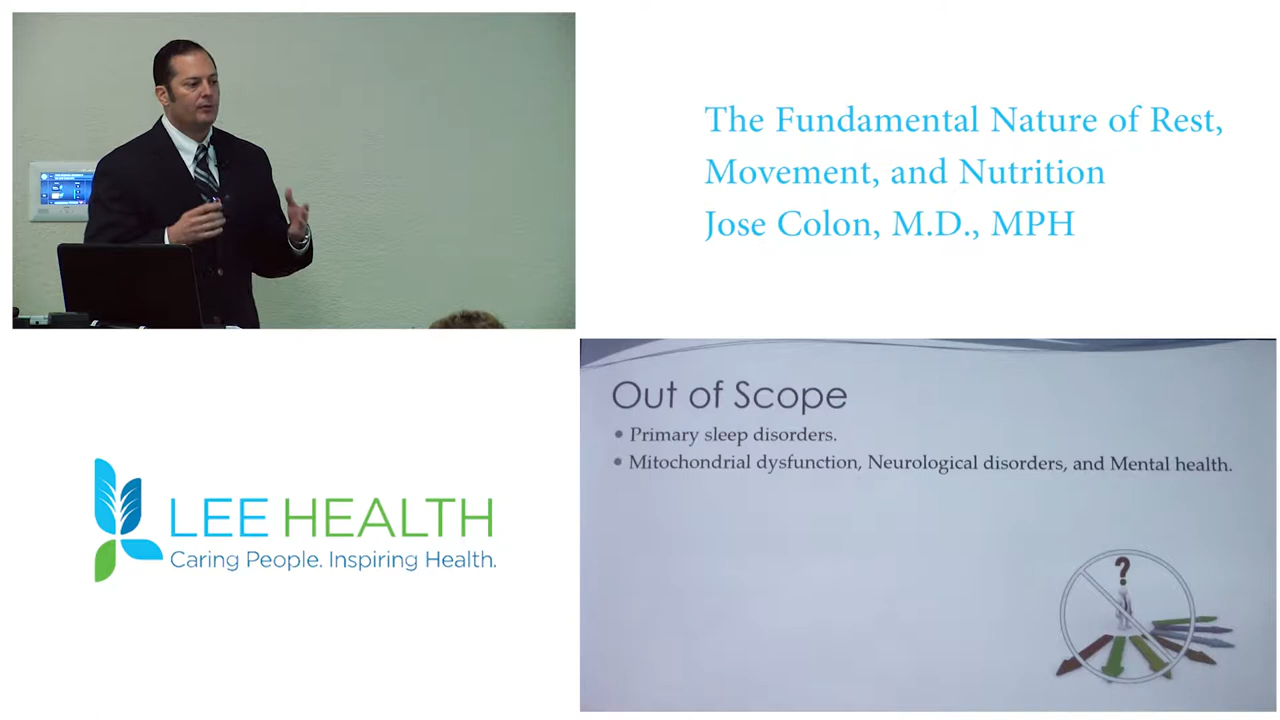 The Fundamental Nature of Rest,
Movement, and Nutrition
Jose Colon, M.D., MPH
Out of Scope
• Primary sleep disorders.
• Mitochondrial dysfunction, Neurological disorders, and Mental health.
?
LEE HEALTH
Caring People. Inspiring Health.